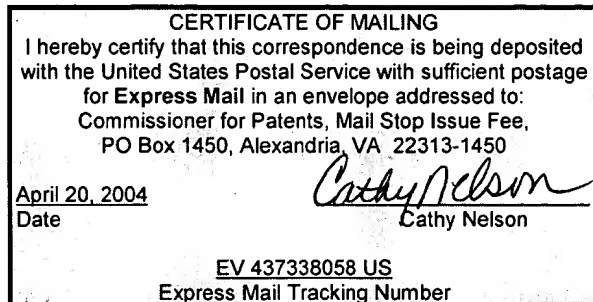 CERTIFICATE OF MAILING
I hereby certify that this correspondence is being deposited
with the United States Postal Service with sufficient postage
for Express Mail in an envelope addressed to:
Commissioner for Patents, Mail Stop Issue Fee,
PO Box 1450, Alexandria, VA 22313-1450
April 20, 2004 Cathy Nelson
Date Cathy Nelson
EV 437338058 US
Express Mail Tracking Number